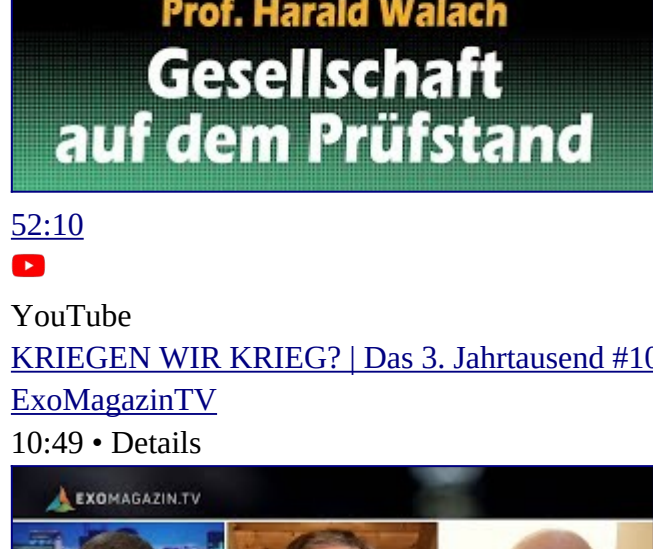 Prof. Harald Walach
Gesellschaft
auf dem Prüfstand
52:10
YouTube
KRIEGEN WIR KRIEG? | Das 3. Jahrtausend #10
ExoMagazinTV
10:49 • Details
EXOMAGAZIN.TV